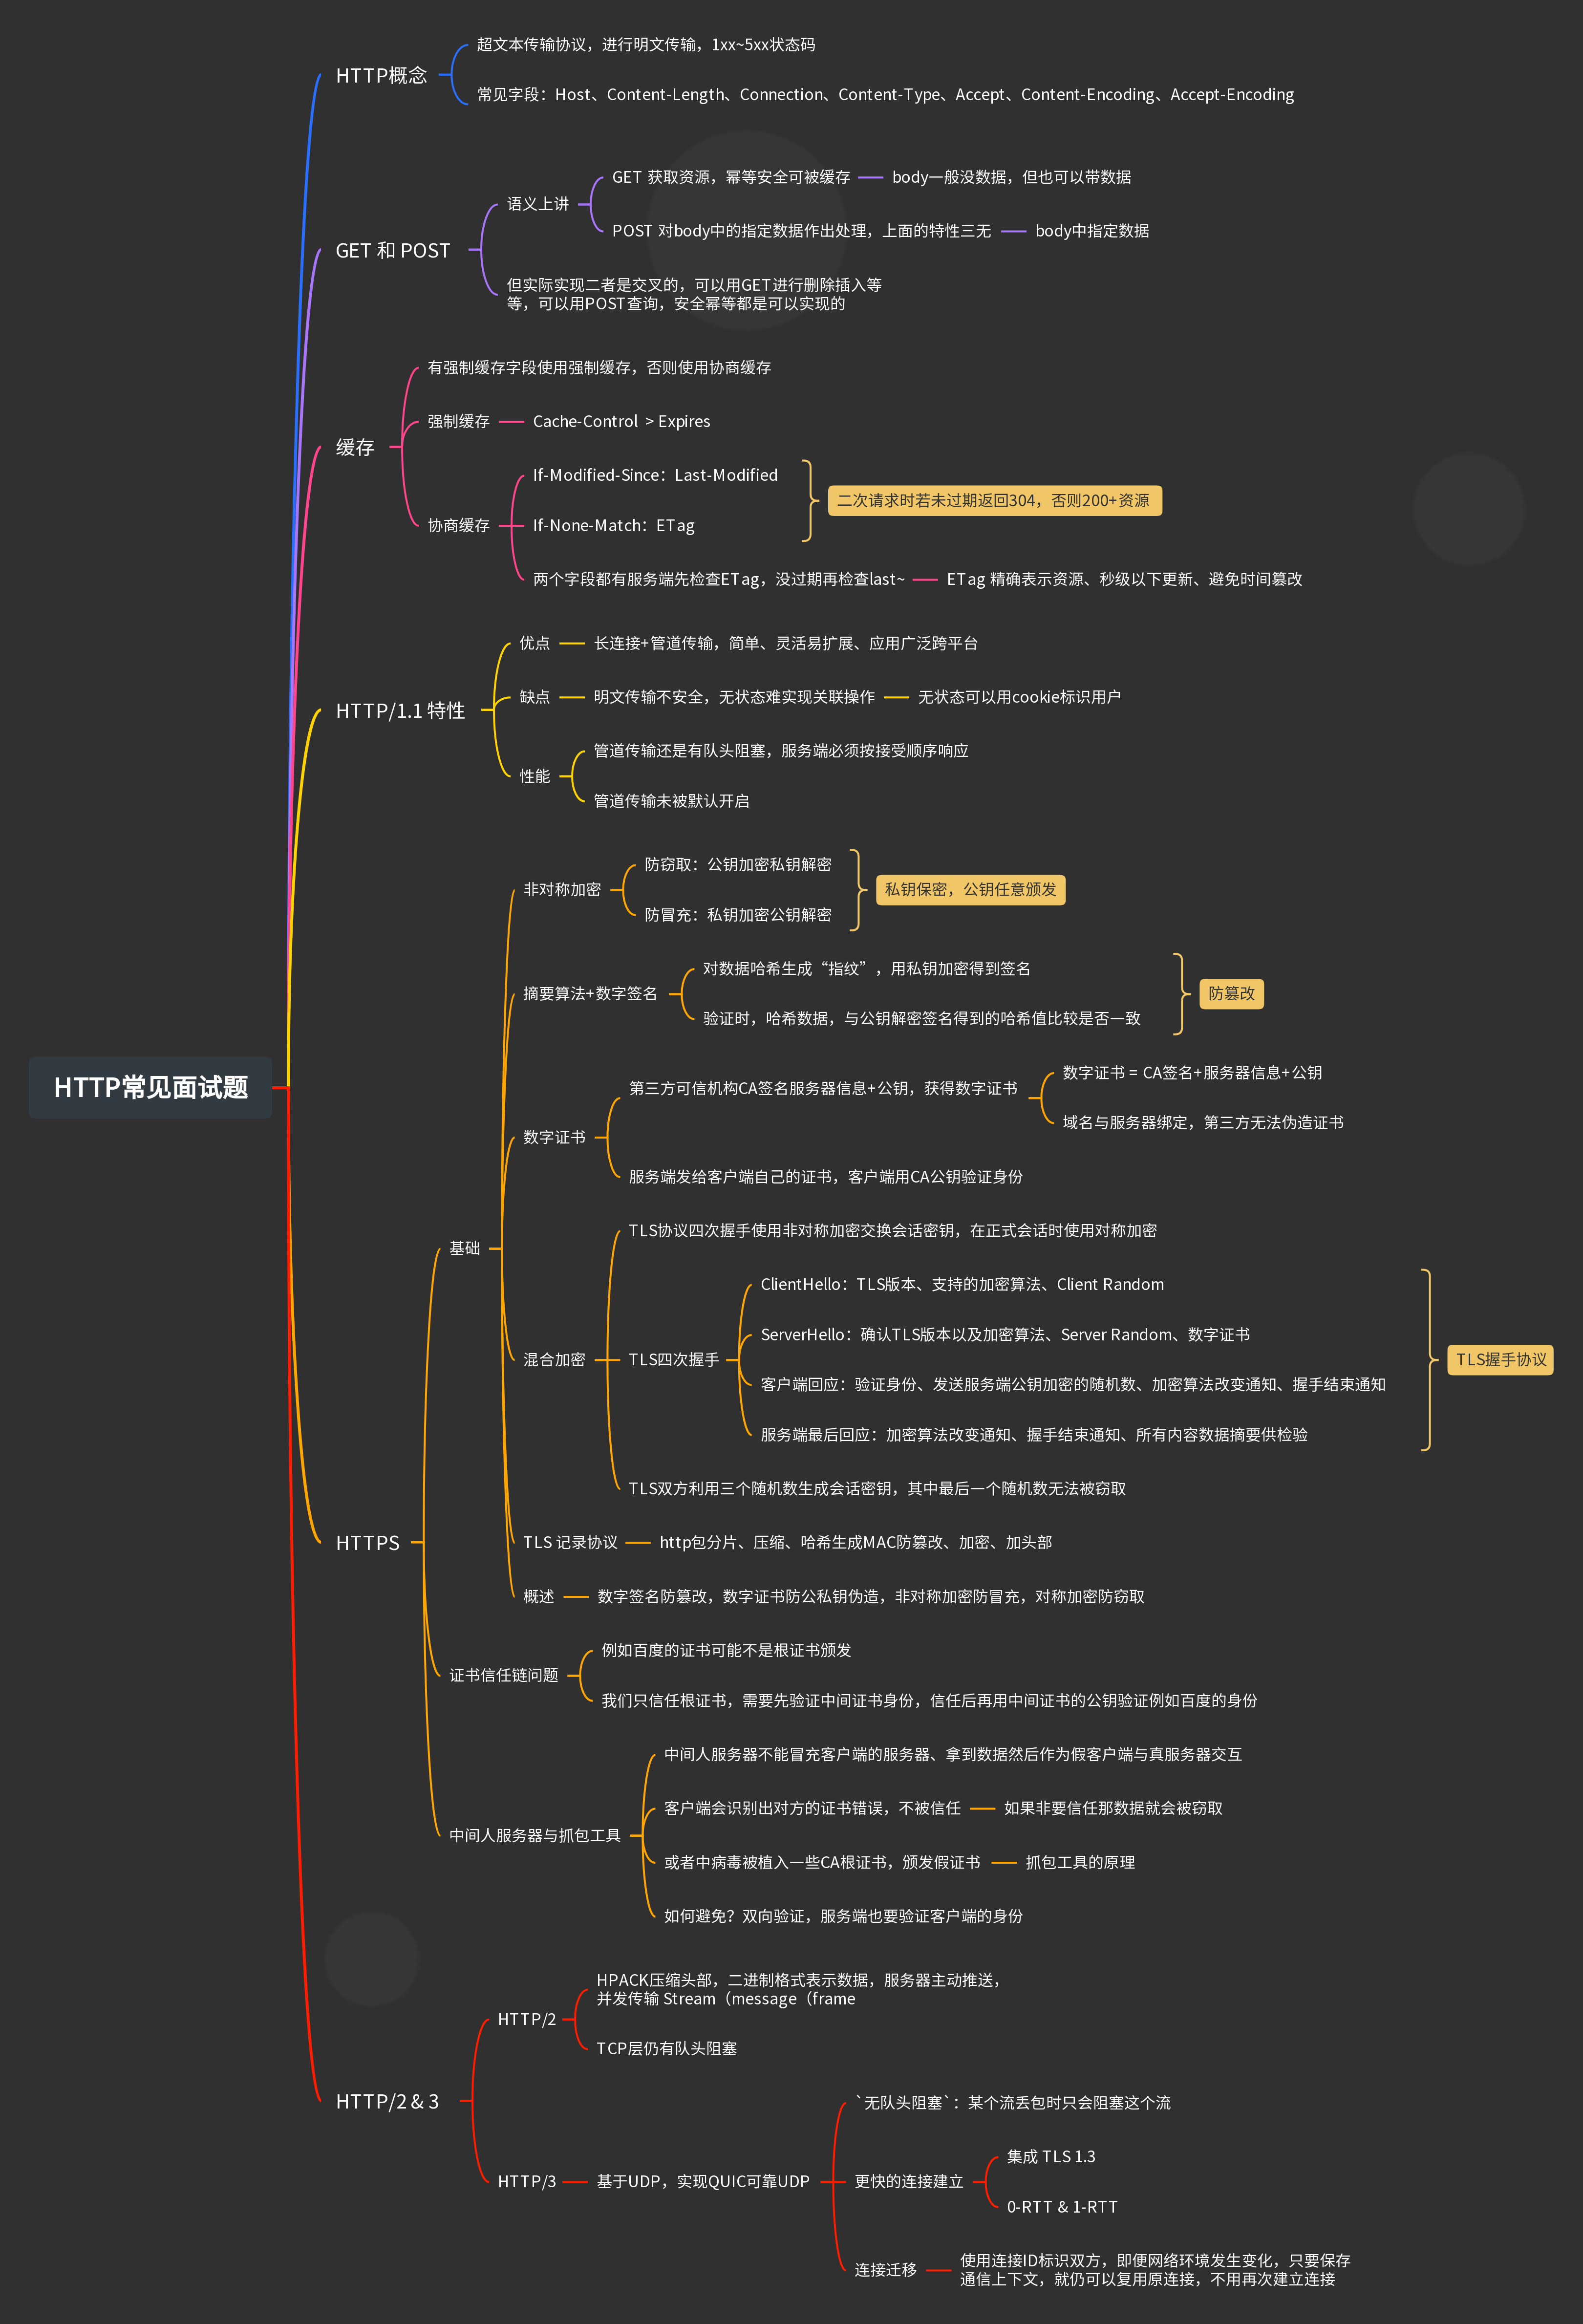 HTTP常见面试题
HTTP概念
超文本传输协议，进行明文传输，1xx~5xx状态码
常见字段：Host、Content-Length、Connection、Content-Type、Accept、Content-Encoding、Accept-Encoding
GET 和 POST
语义上讲
GET 获取资源，幂等安全可被缓存
body一般没数据，但也可以带数据
POST 对body中的指定数据作出处理，上面的特性三无
body中指定数据
但实际实现二者是交叉的，可以用GET进行删除插入等
等，可以用POST查询，安全幂等都是可以实现的
缓存
有强制缓存字段使用强制缓存，否则使用协商缓存
强制缓存
Cache-Control > Expires
协商缓存
If-Modified-Since：Last-Modified
If-None-Match：ETag
二次请求时若未过期返回304，否则200+资源
两个字段都有服务端先检查ETag，没过期再检查last~
ETag 精确表示资源、秒级以下更新、避免时间篡改
HTTP/1.1 特性
优点
长连接+管道传输，简单、灵活易扩展、应用广泛跨平台
缺点
明文传输不安全，无状态难实现关联操作
无状态可以用cookie标识用户
性能
管道传输还是有队头阻塞，服务端必须按接受顺序响应
管道传输未被默认开启
HTTPS
基础
非对称加密
防窃取：公钥加密私钥解密
防冒充：私钥加密公钥解密
私钥保密，公钥任意颁发
摘要算法+数字签名
对数据哈希生成“指纹”，用私钥加密得到签名
验证时，哈希数据，与公钥解密签名得到的哈希值比较是否一致
防篡改
数字证书
第三方可信机构CA签名服务器信息+公钥，获得数字证书
数字证书 = CA签名+服务器信息+公钥
域名与服务器绑定，第三方无法伪造证书
服务端发给客户端自己的证书，客户端用CA公钥验证身份
混合加密
TLS协议四次握手使用非对称加密交换会话密钥，在正式会话时使用对称加密
TLS四次握手
ClientHello：TLS版本、支持的加密算法、Client Random
ServerHello：确认TLS版本以及加密算法、Server Random、数字证书
客户端回应：验证身份、发送服务端公钥加密的随机数、加密算法改变通知、握手结束通知
服务端最后回应：加密算法改变通知、握手结束通知、所有内容数据摘要供检验
TLS握手协议
TLS双方利用三个随机数生成会话密钥，其中最后一个随机数无法被窃取
TLS 记录协议
http包分片、压缩、哈希生成MAC防篡改、加密、加头部
概述
数字签名防篡改，数字证书防公私钥伪造，非对称加密防冒充，对称加密防窃取
证书信任链问题
例如百度的证书可能不是根证书颁发
我们只信任根证书，需要先验证中间证书身份，信任后再用中间证书的公钥验证例如百度的身份
中间人服务器与抓包工具
中间人服务器不能冒充客户端的服务器、拿到数据然后作为假客户端与真服务器交互
客户端会识别出对方的证书错误，不被信任
如果非要信任那数据就会被窃取
或者中病毒被植入一些CA根证书，颁发假证书
抓包工具的原理
如何避免？双向验证，服务端也要验证客户端的身份
HTTP/2 & 3
HTTP/2
HPACK压缩头部，二进制格式表示数据，服务器主动推送，
并发传输 Stream（message（frame
TCP层仍有队头阻塞
HTTP/3
基于UDP，实现QUIC可靠UDP
`无队头阻塞`：某个流丢包时只会阻塞这个流
更快的连接建立
集成 TLS 1.3
0-RTT & 1-RTT
连接迁移
使用连接ID标识双方，即便网络环境发生变化，只要保存
通信上下文，就仍可以复用原连接，不用再次建立连接